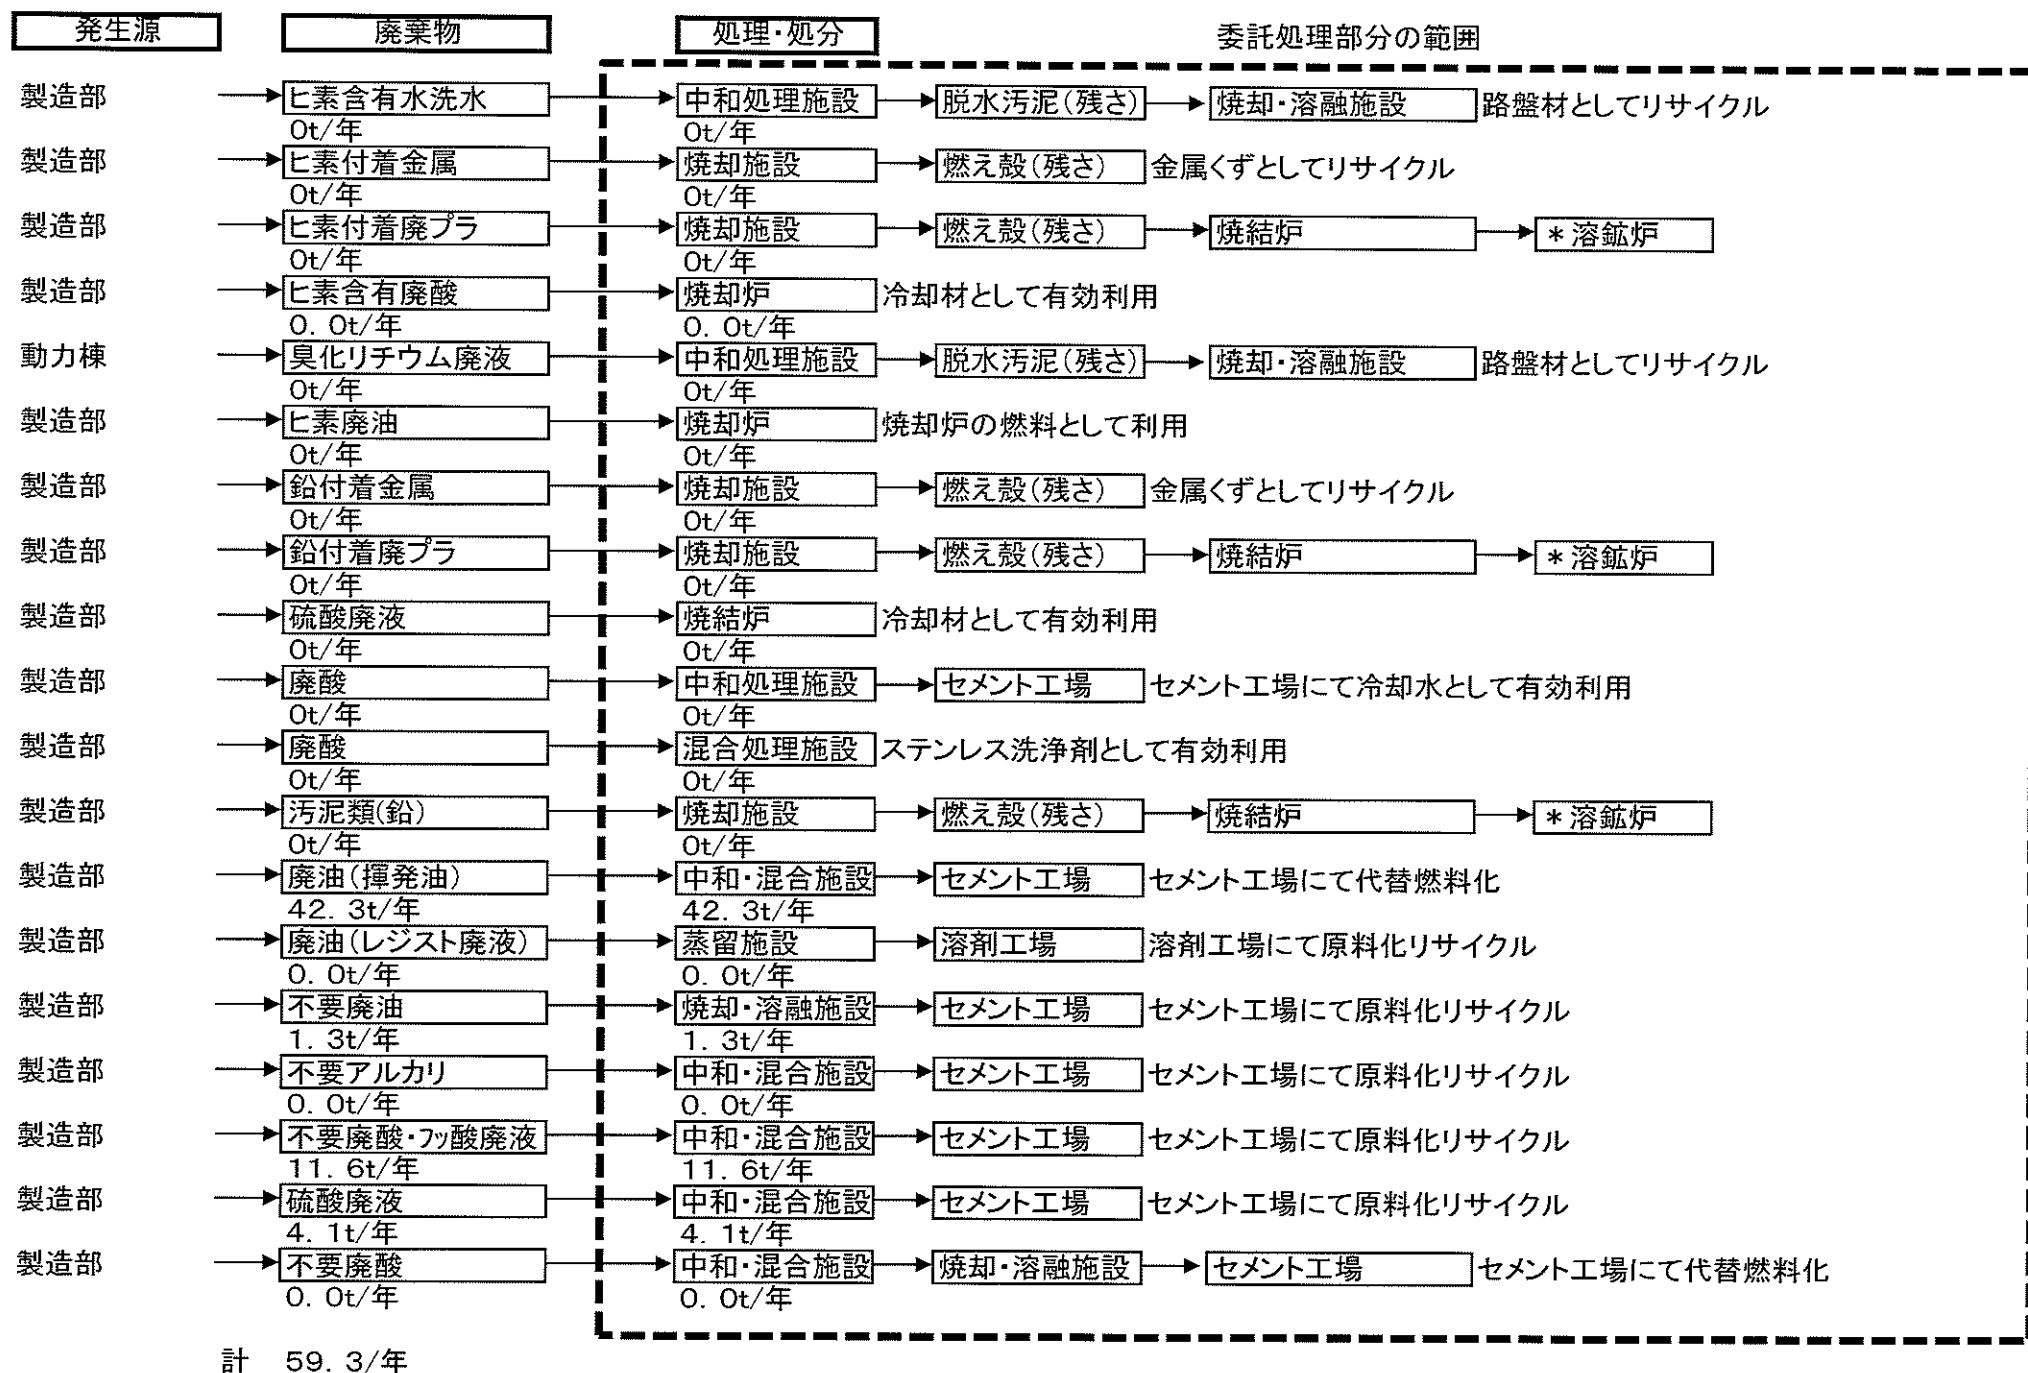 発生源 廃棄物 処理・処分 委託処理部分の範囲
製造部 ヒ素含有水洗水 中和処理施設 脱水汚泥(残さ) 焼却・溶融施設 路盤材としてリサイクル
0t/年 0t/年
製造部 ヒ素付着金属 焼却施設 燃え殻(残さ) 金属くずとしてリサイクル
0t/年 0t/年
製造部 ヒ素付着廃プラ 焼却施設 燃え殻(残さ) 焼結炉 *溶鉱炉
0t/年 0t/年
製造部 ヒ素含有廃酸 焼却炉 冷却材として有効利用
0.0t/年 0.0t/年
動力棟 臭化リチウム廃液 中和処理施設 脱水汚泥(残さ) 焼却・溶融施設 路盤材としてリサイクル
0t/年 0t/年
製造部 ヒ素廃油 焼却炉 焼却炉の燃料として利用
0t/年 0t/年
製造部 鉛付着金属 焼却施設 燃え殻(残さ) 金属くずとしてリサイクル
0t/年 0t/年
製造部 鉛付着廃プラ 焼却施設 燃え殻(残さ) 焼結炉 *溶鉱炉
0t/年 0t/年
製造部 硫酸廃液 焼結炉 冷却材として有効利用
0t/年 0t/年
製造部 廃酸 中和処理施設 セメント工場 セメント工場にて冷却水として有効利用
0t/年 0t/年
製造部 廃酸 混合処理施設 ステンレス洗浄剤として有効利用
0t/年 0t/年
製造部 汚泥類(鉛) 焼却施設 燃え殻(残さ) 焼結炉 *溶鉱炉
0t/年 0t/年
製造部 廃油(揮発油) 中和・混合施設 セメント工場 セメント工場にて代替燃料化
42.3t/年 42.3t/年
製造部 廃油(レジスト廃液) 蒸留施設 溶剤工場 溶剤工場にて原料化リサイクル
0.0t/年 0.0t/年
製造部 不要廃油 焼却・溶融施設 セメント工場 セメント工場にて原料化リサイクル
1.3t/年 1.3t/年
製造部 不要アルカリ 中和・混合施設 セメント工場 セメント工場にて原料化リサイクル
0.0t/年 0.0t/年
製造部 不要廃酸・フッ酸廃液 中和・混合施設 セメント工場 セメント工場にて原料化リサイクル
11.6t/年 11.6t/年
製造部 硫酸廃液 中和・混合施設 セメント工場 セメント工場にて原料化リサイクル
4.1t/年 4.1t/年
製造部 不要廃酸 中和・混合施設 焼却・溶融施設 セメント工場 セメント工場にて代替燃料化
0.0t/年 0.0t/年
計 59.3/年